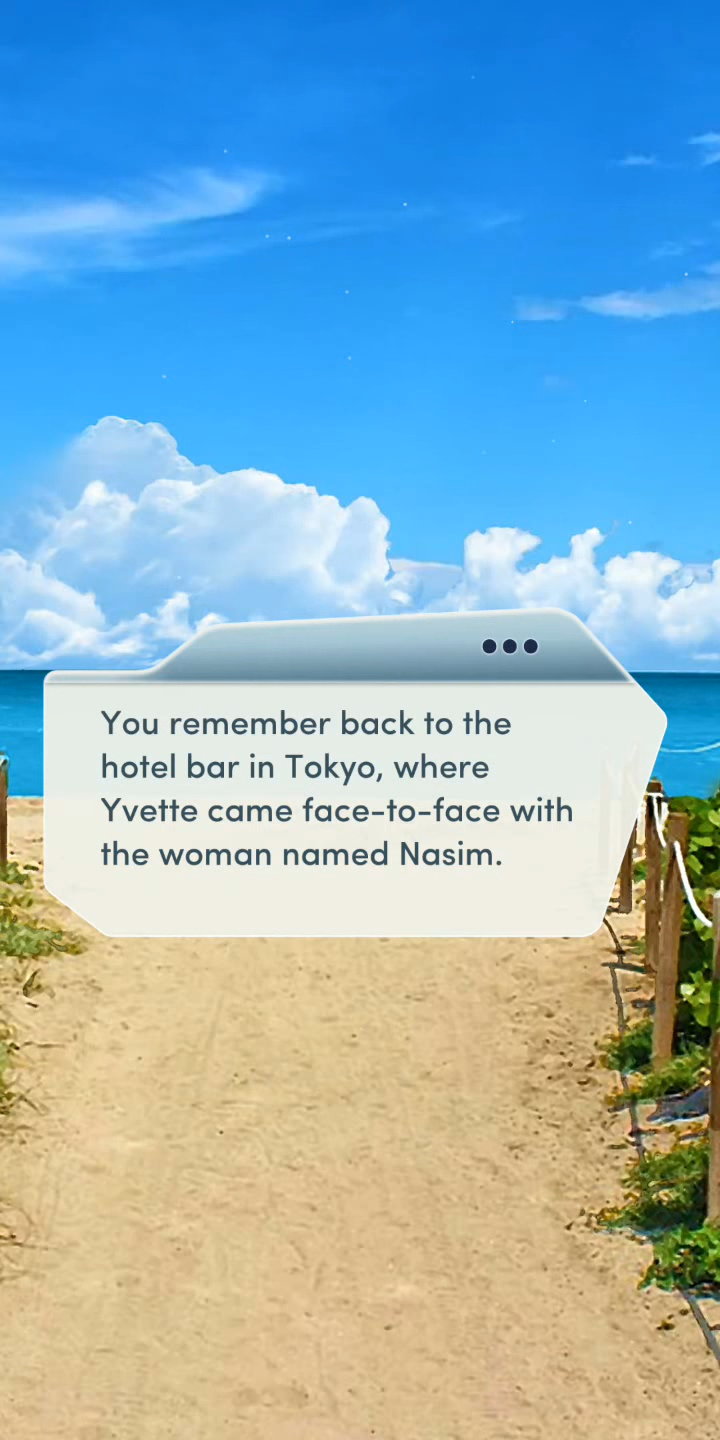 You remember back to the
hotel bar in Tokyo, where
Yvette came face-to-face with
the woman named Nasim.